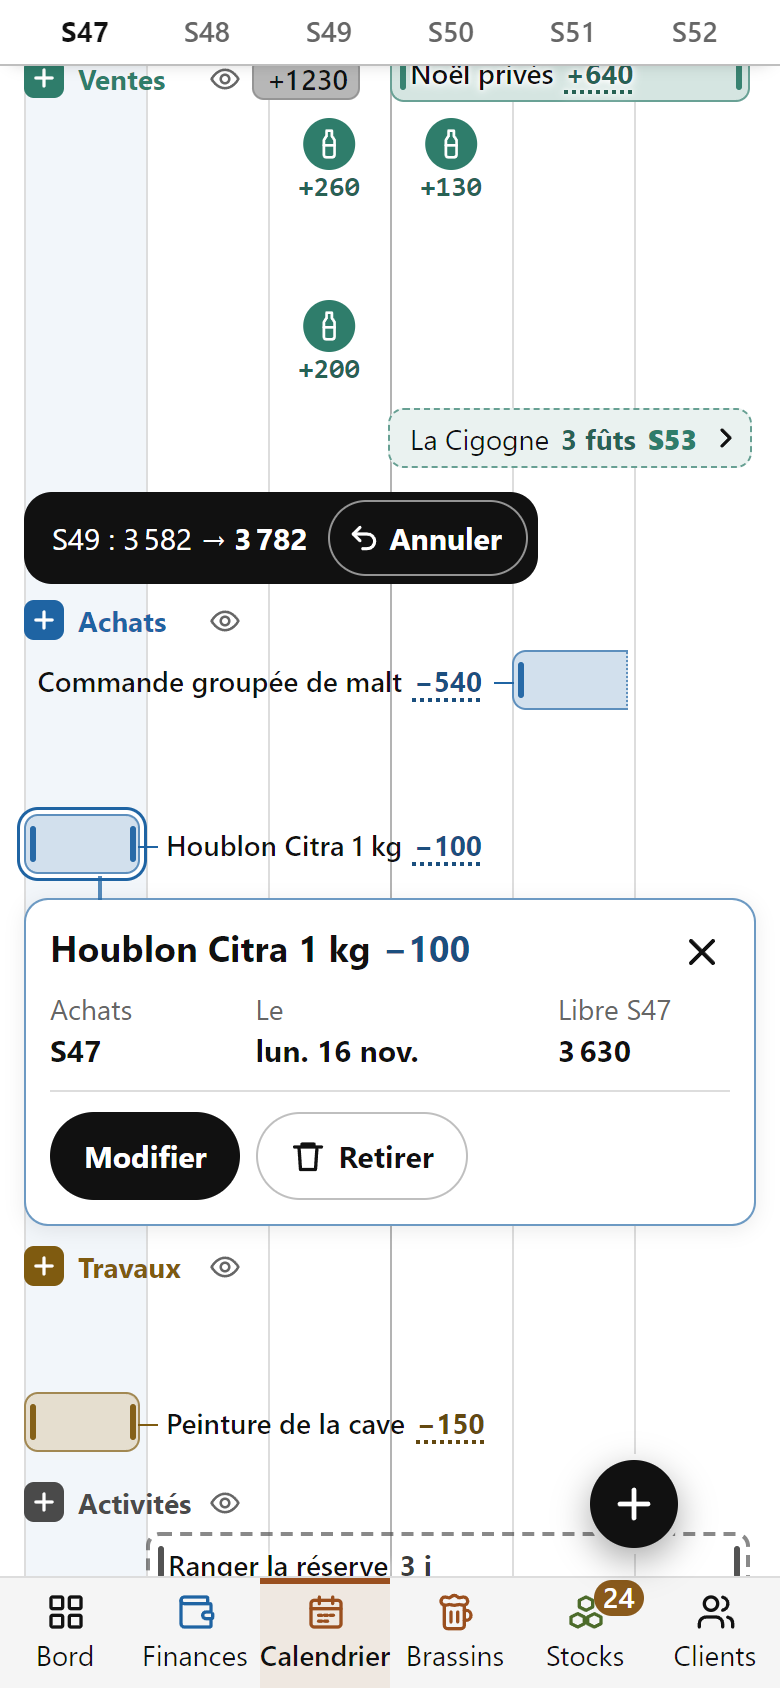 S47 S48 S49 S50 S51 S52
Ventes +1230 Noël privés +640
+260 +130
+200
La Cigogne 3 fûts S53
S49 : 3 582 → 3 782 Annuler
Achats
Commande groupée de malt −540
Houblon Citra 1 kg −100
Houblon Citra 1 kg −100
Achats Le Libre S47
S47 lun. 16 nov. 3 630
Modifier Retirer
Travaux
Peinture de la cave −150
Activités
Ranger la réserve 3 j
24
Bord Finances Calendrier Brassins Stocks Clients